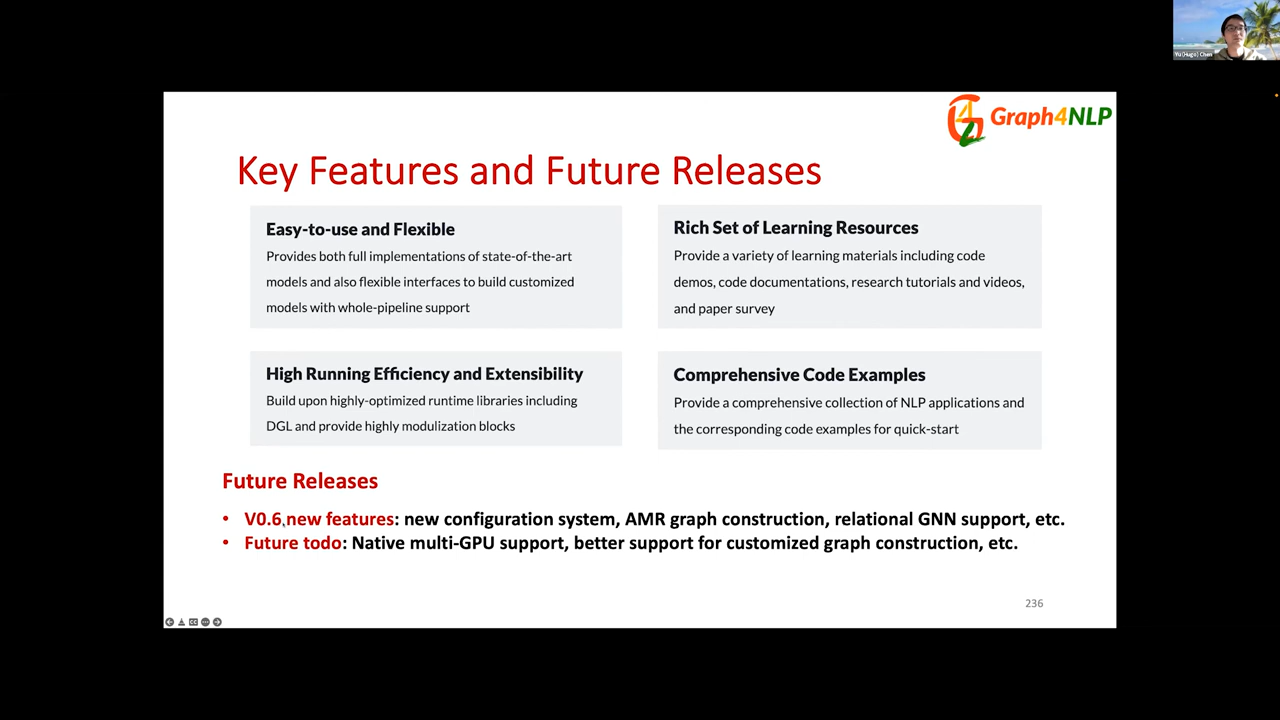 Yu (Hugo) Chen
Graph4NLP
Key Features and Future Releases
Easy-to-use and Flexible
Provides both full implementations of state-of-the-art
models and also flexible interfaces to build customized
models with whole-pipeline support
Rich Set of Learning Resources
Provide a variety of learning materials including code
demos, code documentations, research tutorials and videos,
and paper survey
High Running Efficiency and Extensibility
Build upon highly-optimized runtime libraries including
DGL and provide highly modulization blocks
Comprehensive Code Examples
Provide a comprehensive collection of NLP applications and
the corresponding code examples for quick-start
Future Releases
• V0.6 new features: new configuration system, AMR graph construction, relational GNN support, etc.
• Future todo: Native multi-GPU support, better support for customized graph construction, etc.
236